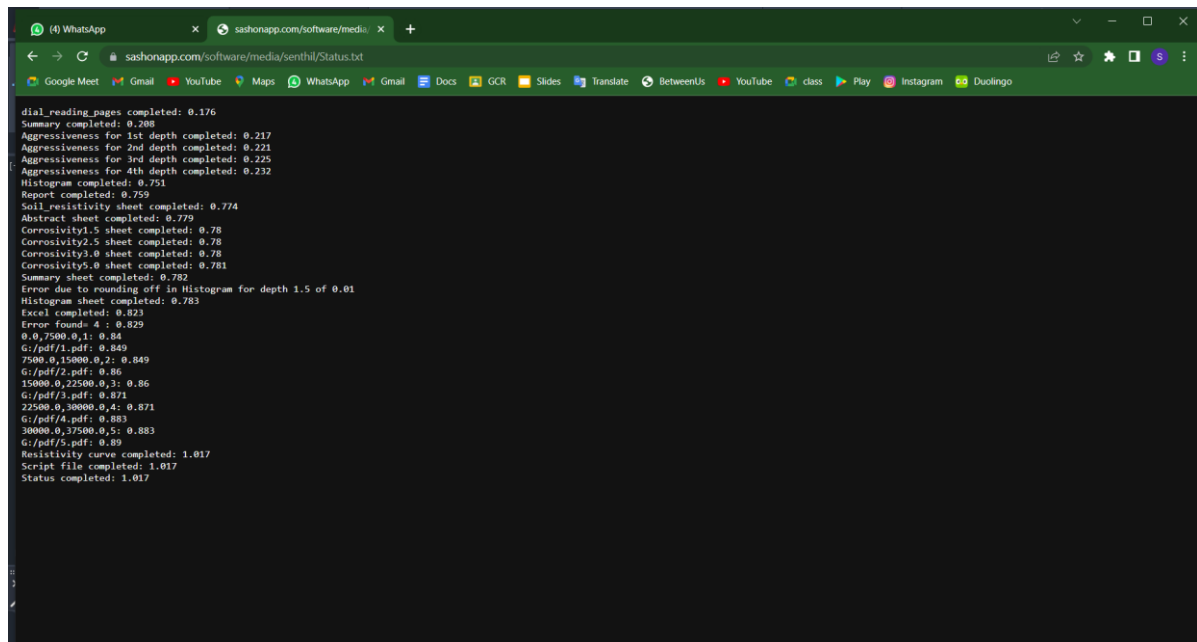 (4) WhatsApp
sashonapp.com/software/media/
sashonapp.com/software/media/senthil/Status.txt
S
Google Meet Gmail YouTube Maps WhatsApp Gmail Docs GCR Slides Translate BetweenUs YouTube class Play Instagram Duolingo
dial_reading_pages completed: 0.176
Summary completed: 0.208
Aggressiveness for 1st depth completed: 0.217
Aggressiveness for 2nd depth completed: 0.221
Aggressiveness for 3rd depth completed: 0.225
Aggressiveness for 4th depth completed: 0.232
Histogram completed: 0.751
Report completed: 0.759
Soil_resistivity sheet completed: 0.774
Abstract sheet completed: 0.779
Corrosivity1.5 sheet completed: 0.78
Corrosivity2.5 sheet completed: 0.78
Corrosivity3.0 sheet completed: 0.78
Corrosivity5.0 sheet completed: 0.781
Summary sheet completed: 0.782
Error due to rounding off in Histogram for depth 1.5 of 0.01
Histogram sheet completed: 0.783
Excel completed: 0.823
Error found= 4 : 0.829
0.0,7500.0,1: 0.84
G:/pdf/1.pdf: 0.849
7500.0,15000.0,2: 0.849
G:/pdf/2.pdf: 0.86
15000.0,22500.0,3: 0.86
G:/pdf/3.pdf: 0.871
22500.0,30000.0,4: 0.871
G:/pdf/4.pdf: 0.883
30000.0,37500.0,5: 0.883
G:/pdf/5.pdf: 0.89
Resistivity curve completed: 1.017
Script file completed: 1.017
Status completed: 1.017